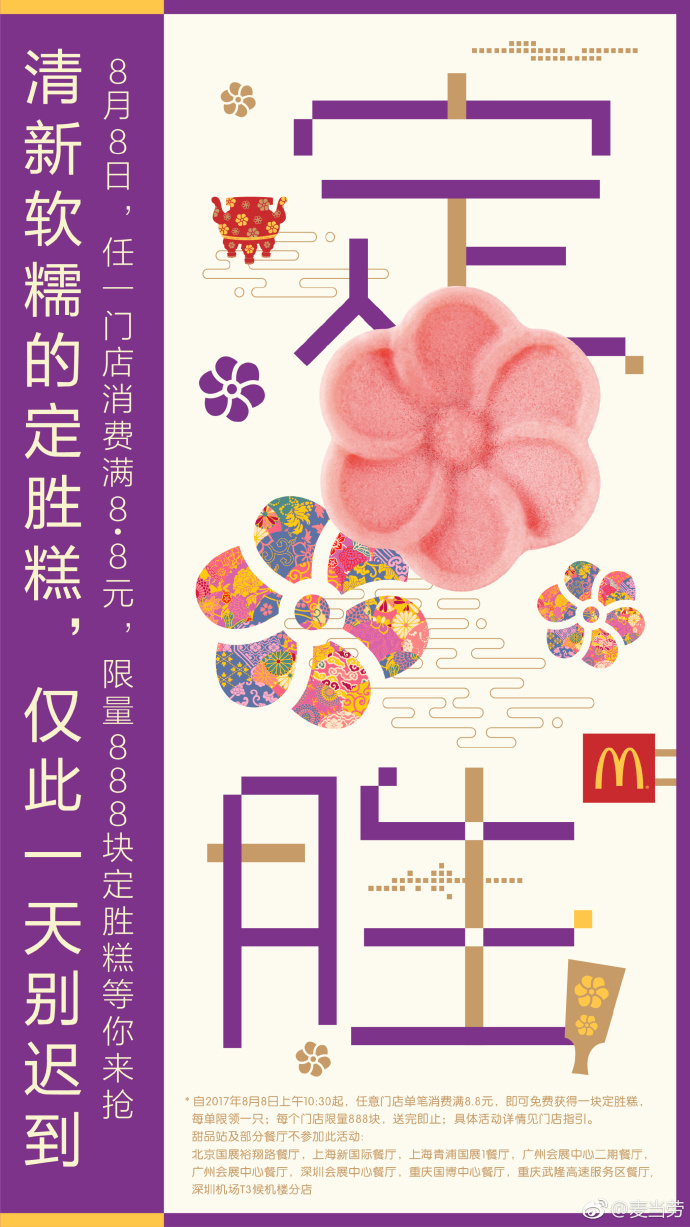 清新软糯的定胜糕，仅此一天别迟到
8月8日，任一门店消费满8.8元，限量888块定胜糕等你来抢
定
胜
* 自2017年8月8日上午10:30起，任意门店单笔消费满8.8元，即可免费获得一块定胜糕，
每单限领一只；每个门店限量888块，送完即止；具体活动详情见门店指引。
甜品站及部分餐厅不参加此活动:
北京国展裕翔路餐厅，上海新国际餐厅，上海青浦国展1餐厅，广州会展中心二期餐厅，
广州会展中心餐厅，深圳会展中心餐厅，重庆国博中心餐厅，重庆武隆高速服务区餐厅，
深圳机场T3候机楼分店
@麦当劳